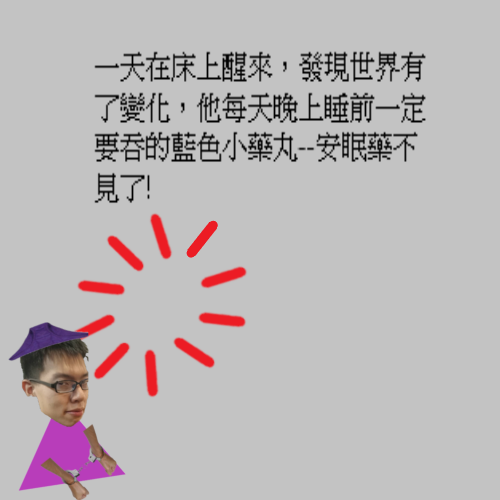 一天在床上醒來，發現世界有
了變化，他每天晚上睡前一定
要吞的藍色小藥丸--安眠藥不
見了!